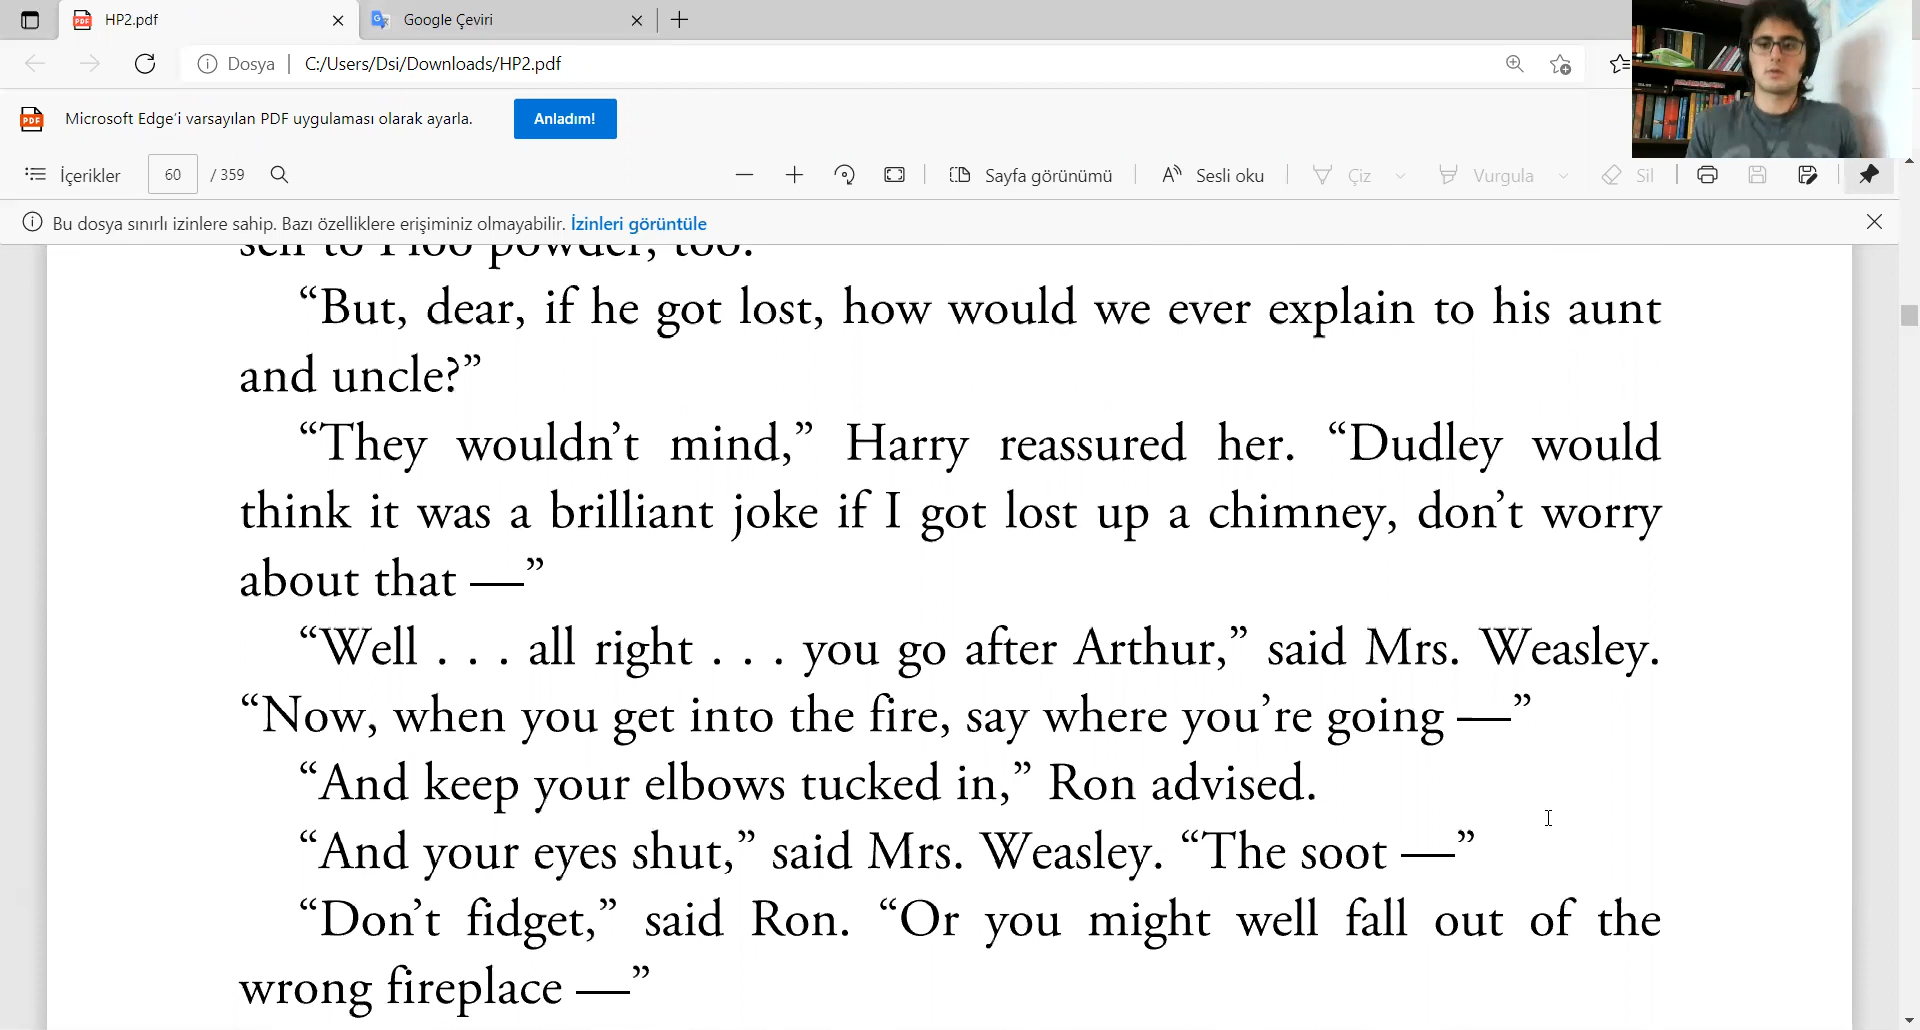 HP2.pdf
Google Çeviri
Dosya
C:/Users/Dsi/Downloads/HP2.pdf
PDF
Microsoft Edge'i varsayılan PDF uygulaması olarak ayarla.
Anladım!
İçerikler
60
/ 359
Sayfa görünümü
Sesli oku
Çiz
Vurgula
Sil
Bu dosya sınırlı izinlere sahip. Bazı özelliklere erişiminiz olmayabilir. İzinleri görüntüle
self to Floo powder, too.
“But, dear, if he got lost, how would we ever explain to his aunt
and uncle?”
“They wouldn’t mind,” Harry reassured her. “Dudley would
think it was a brilliant joke if I got lost up a chimney, don’t worry
about that —”
“Well . . . all right . . . you go after Arthur,” said Mrs. Weasley.
“Now, when you get into the fire, say where you’re going —”
“And keep your elbows tucked in,” Ron advised.
“And your eyes shut,” said Mrs. Weasley. “The soot —”
“Don’t fidget,” said Ron. “Or you might well fall out of the
wrong fireplace —”